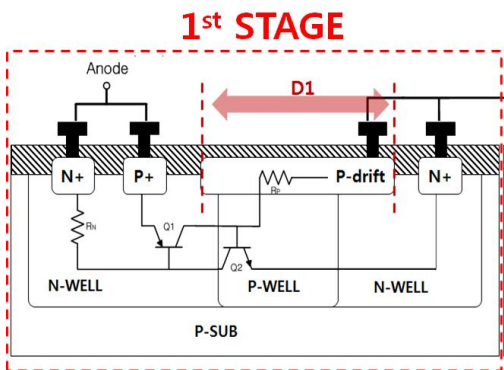 1st STAGE
Anode
D1
N+
P+
P-drift
N+
RP
RN
Q1
Q2
N-WELL
P-WELL
N-WELL
P-SUB